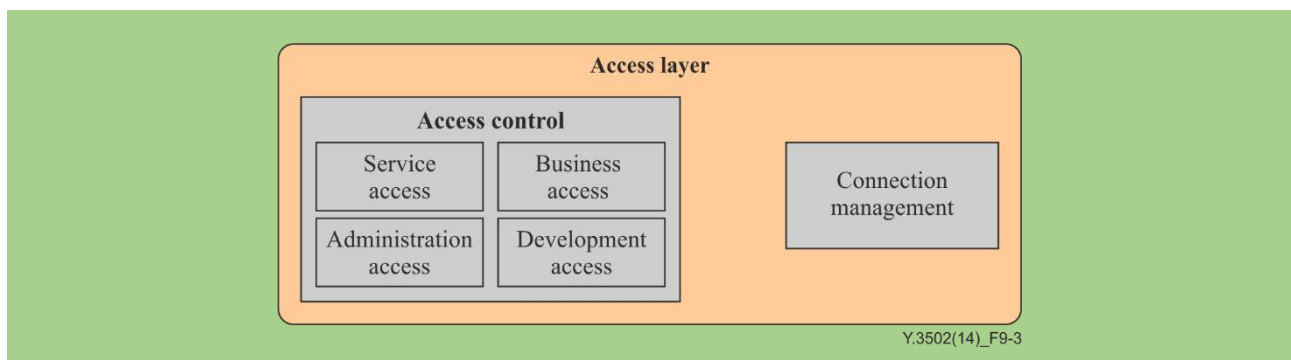 Access layer
Access control
Service
access
Business
access
Administration
access
Development
access
Connection
management
Y.3502(14)_F9-3